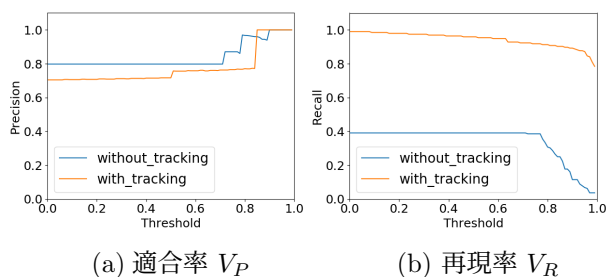 1.0
0.8
0.6
0.4
0.2
0.0
Precision
without_tracking
with_tracking
0.0 0.2 0.4 0.6 0.8 1.0
Threshold
(a) 適合率 V_P
1.0
0.8
0.6
0.4
0.2
0.0
Recall
without_tracking
with_tracking
0.0 0.2 0.4 0.6 0.8 1.0
Threshold
(b) 再現率 V_R